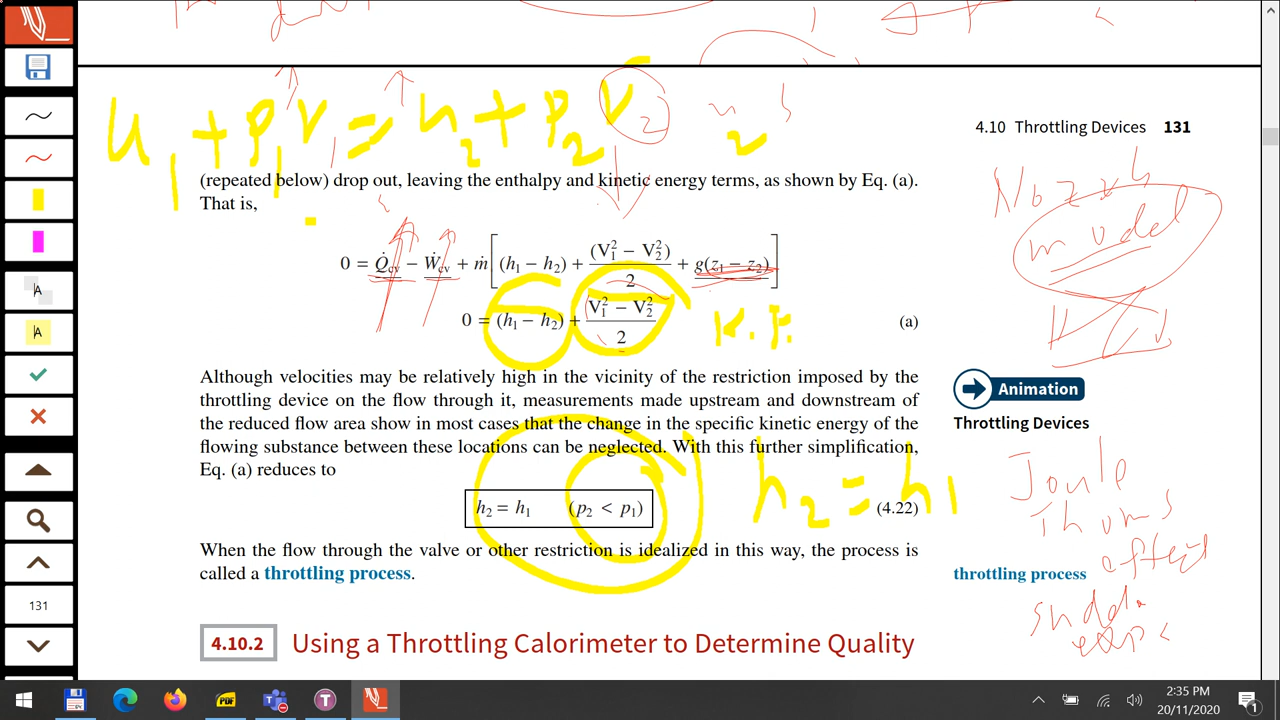 u₁ + P₁ v₁ = u₂ + P₂ v₂
4.10 Throttling Devices 131
(repeated below) drop out, leaving the enthalpy and kinetic energy terms, as shown by Eq. (a).
That is,
0 = Q̇cv − Ẇcv + ṁ[(h₁ − h₂) + (V₁² − V₂²)/2 + g(z₁ − z₂)]
0 = (h₁ − h₂) + (V₁² − V₂²)/2 (a)
K.E
model
Although velocities may be relatively high in the vicinity of the restriction imposed by the
throttling device on the flow through it, measurements made upstream and downstream of
the reduced flow area show in most cases that the change in the specific kinetic energy of the
flowing substance between these locations can be neglected. With this further simplification,
Eq. (a) reduces to
Animation
Throttling Devices
h₂ = h₁ (p₂ < p₁) (4.22)
h₂ = h₁
Joule
Thoms
effect
When the flow through the valve or other restriction is idealized in this way, the process is
called a throttling process.
throttling process
4.10.2 Using a Throttling Calorimeter to Determine Quality
A
A
131
PDF
T
2:35 PM
20/11/2020
1